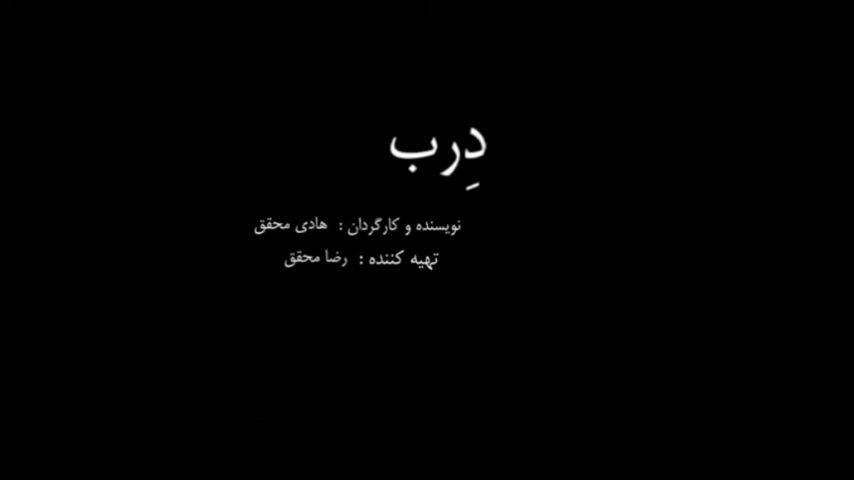 دِرب
نویسنده و کارگردان : هادی محقق
تهیه کننده : رضا محقق